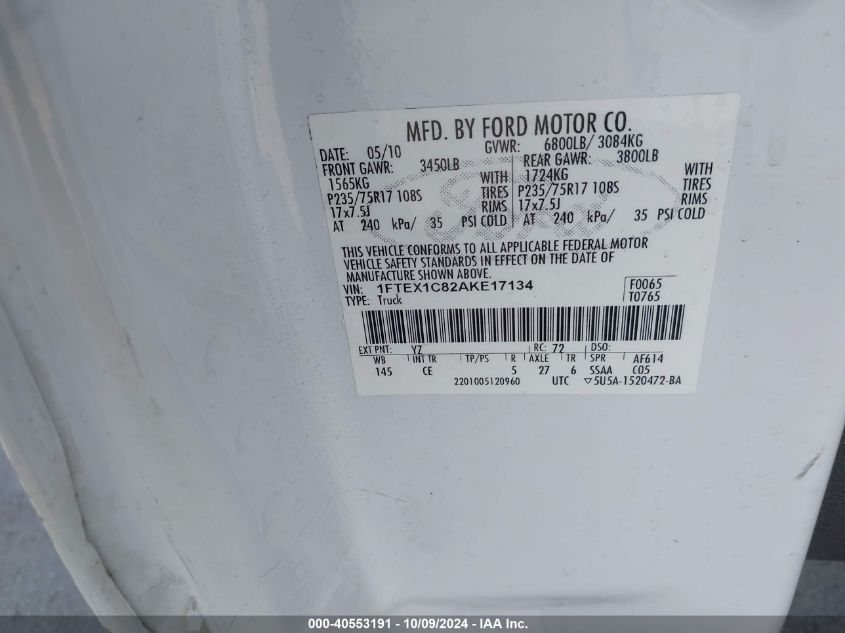 MFD. BY FORD MOTOR CO.
DATE: 05/10 GVWR: 6800LB/ 3084KG
FRONT GAWR: 3450LB REAR GAWR: 3800LB
1565KG WITH 1724KG WITH
P235/75R17 108S TIRES P235/75R17 108S TIRES
17x7.5J RIMS 17x7.5J RIMS
AT 240 kPa/ 35 PSI COLD AT 240 kPa/ 35 PSI COLD
THIS VEHICLE CONFORMS TO ALL APPLICABLE FEDERAL MOTOR
VEHICLE SAFETY STANDARDS IN EFFECT ON THE DATE OF
MANUFACTURE SHOWN ABOVE.
VIN: 1FTEX1C82AKE17134 F0065
TYPE: Truck T0765
EXT PNT: YZ RC: 72 DSO:
WB INT TR TP/PS R AXLE TR SPR AF614
145 CE 5 27 6 SSAA C05
220100S120960 UTC ▽5U5A-1520472-BA
000-40553191 - 10/09/2024 - IAA Inc.